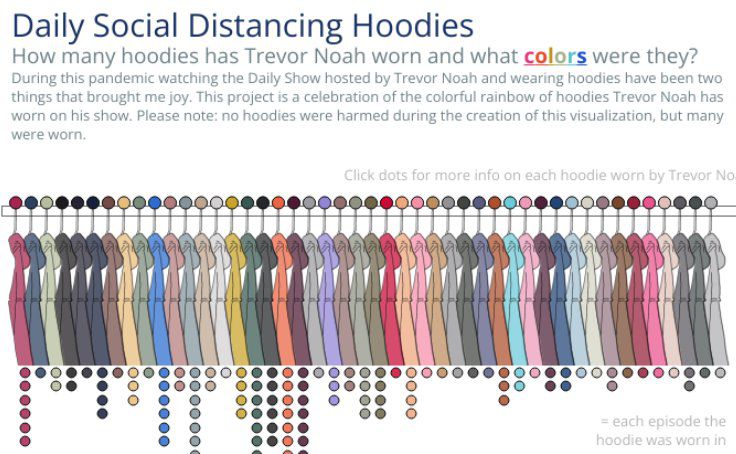 Daily Social Distancing Hoodies
How many hoodies has Trevor Noah worn and what colors were they?
During this pandemic watching the Daily Show hosted by Trevor Noah and wearing hoodies have been two
things that brought me joy. This project is a celebration of the colorful rainbow of hoodies Trevor Noah has
worn on his show. Please note: no hoodies were harmed during the creation of this visualization, but many
were worn.
Click dots for more info on each hoodie worn by Trevor Noa
= each episode the
hoodie was worn in